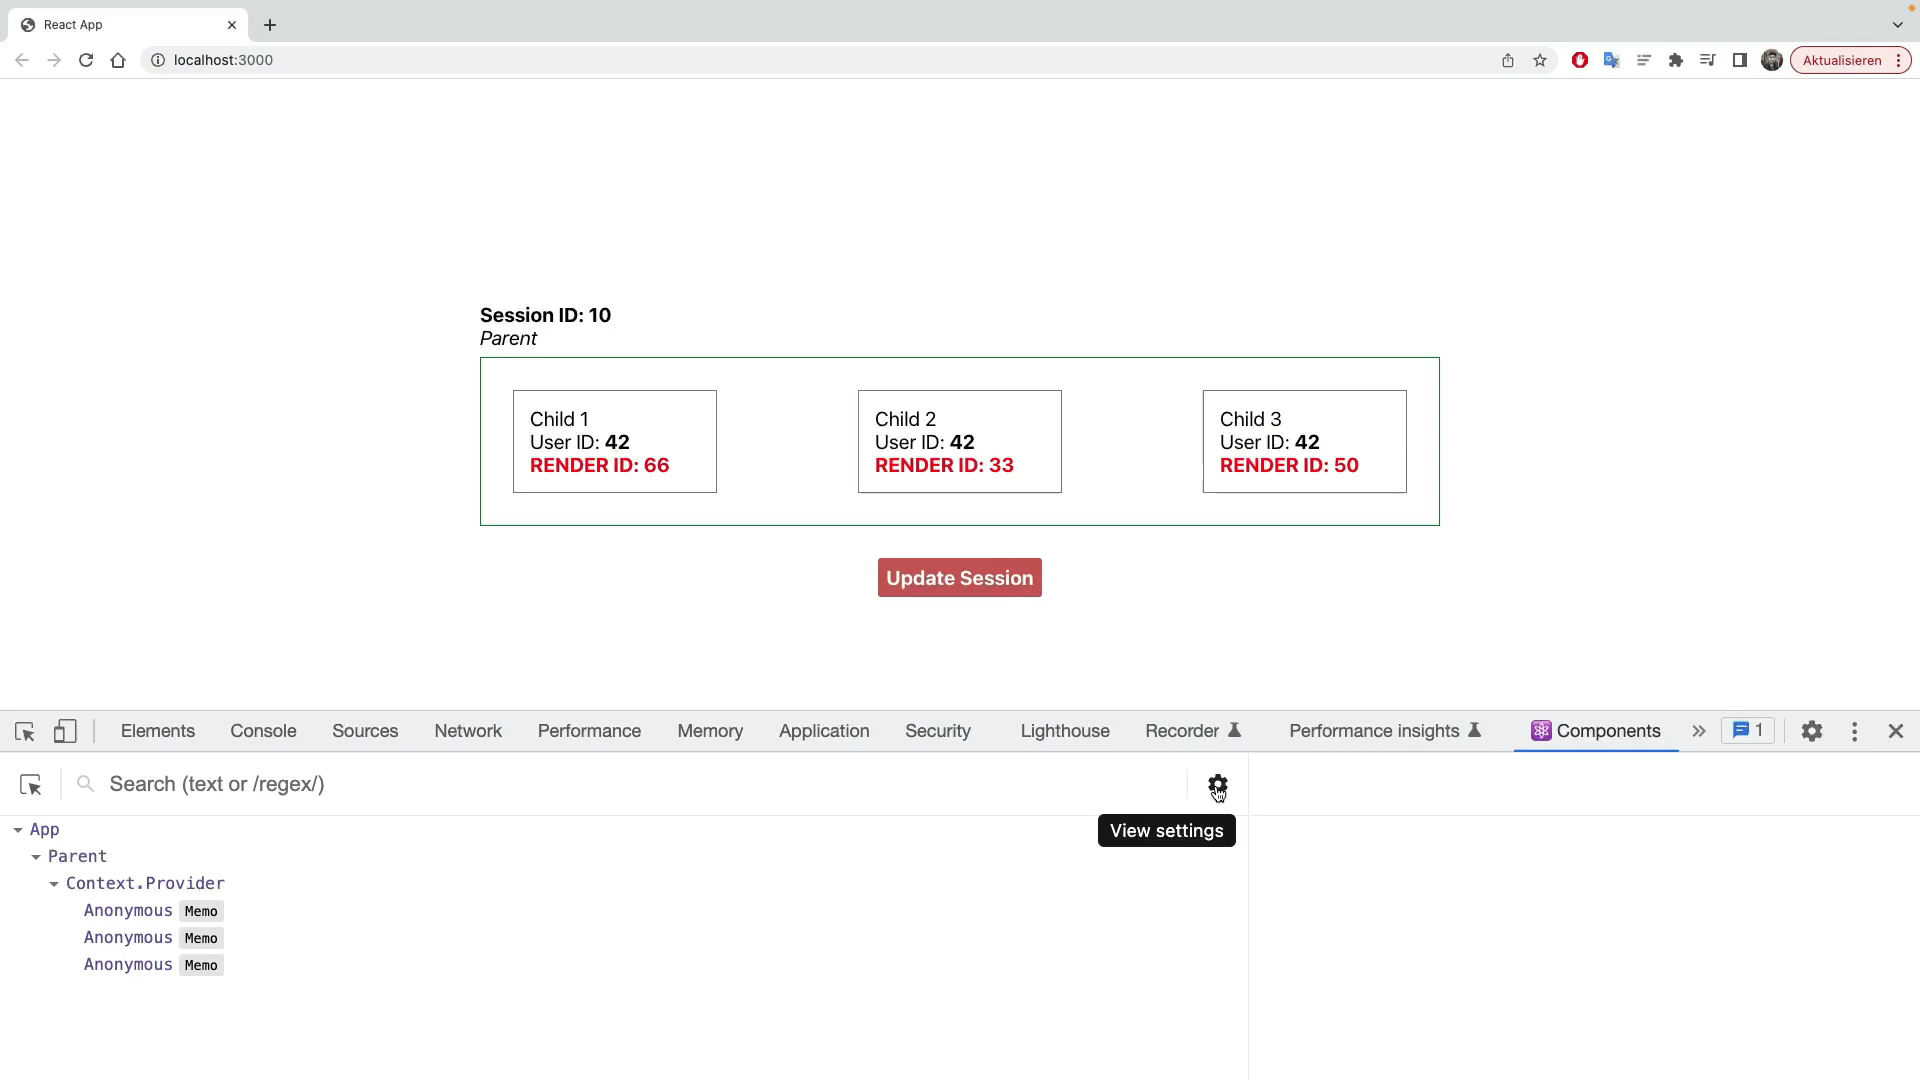 React App
localhost:3000
Aktualisieren
Session ID: 10
Parent
Child 1
User ID: 42
RENDER ID: 66
Child 2
User ID: 42
RENDER ID: 33
Child 3
User ID: 42
RENDER ID: 50
Update Session
Elements Console Sources Network Performance Memory Application Security Lighthouse Recorder Performance insights Components 1
Search (text or /regex/)
View settings
App
Parent
Context.Provider
Anonymous Memo
Anonymous Memo
Anonymous Memo